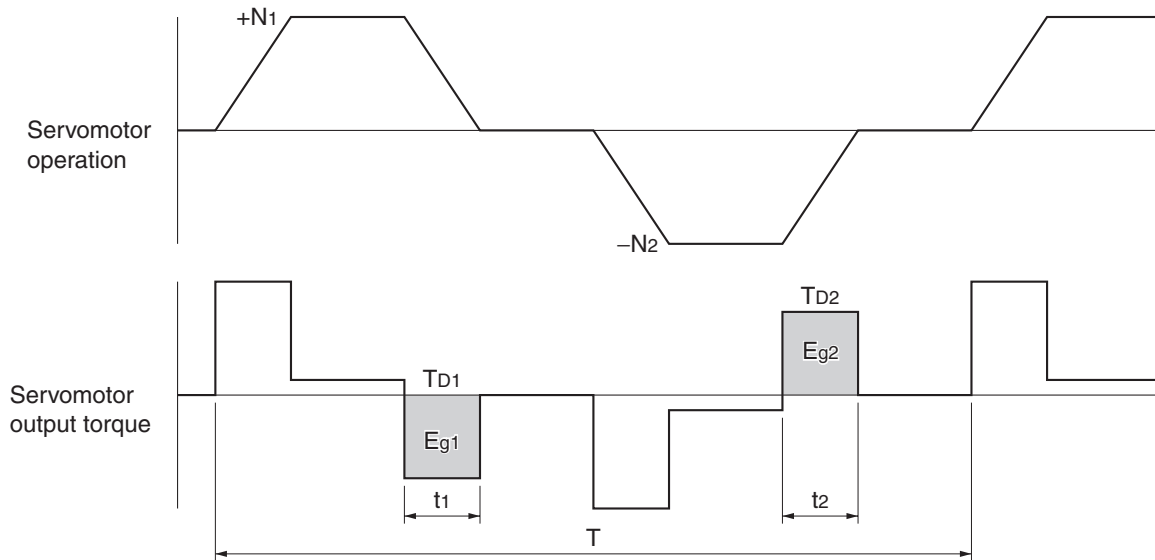 +N1
Servomotor
operation
−N2
TD2
Eg2
TD1
Servomotor
output torque
Eg1
t1
t2
T